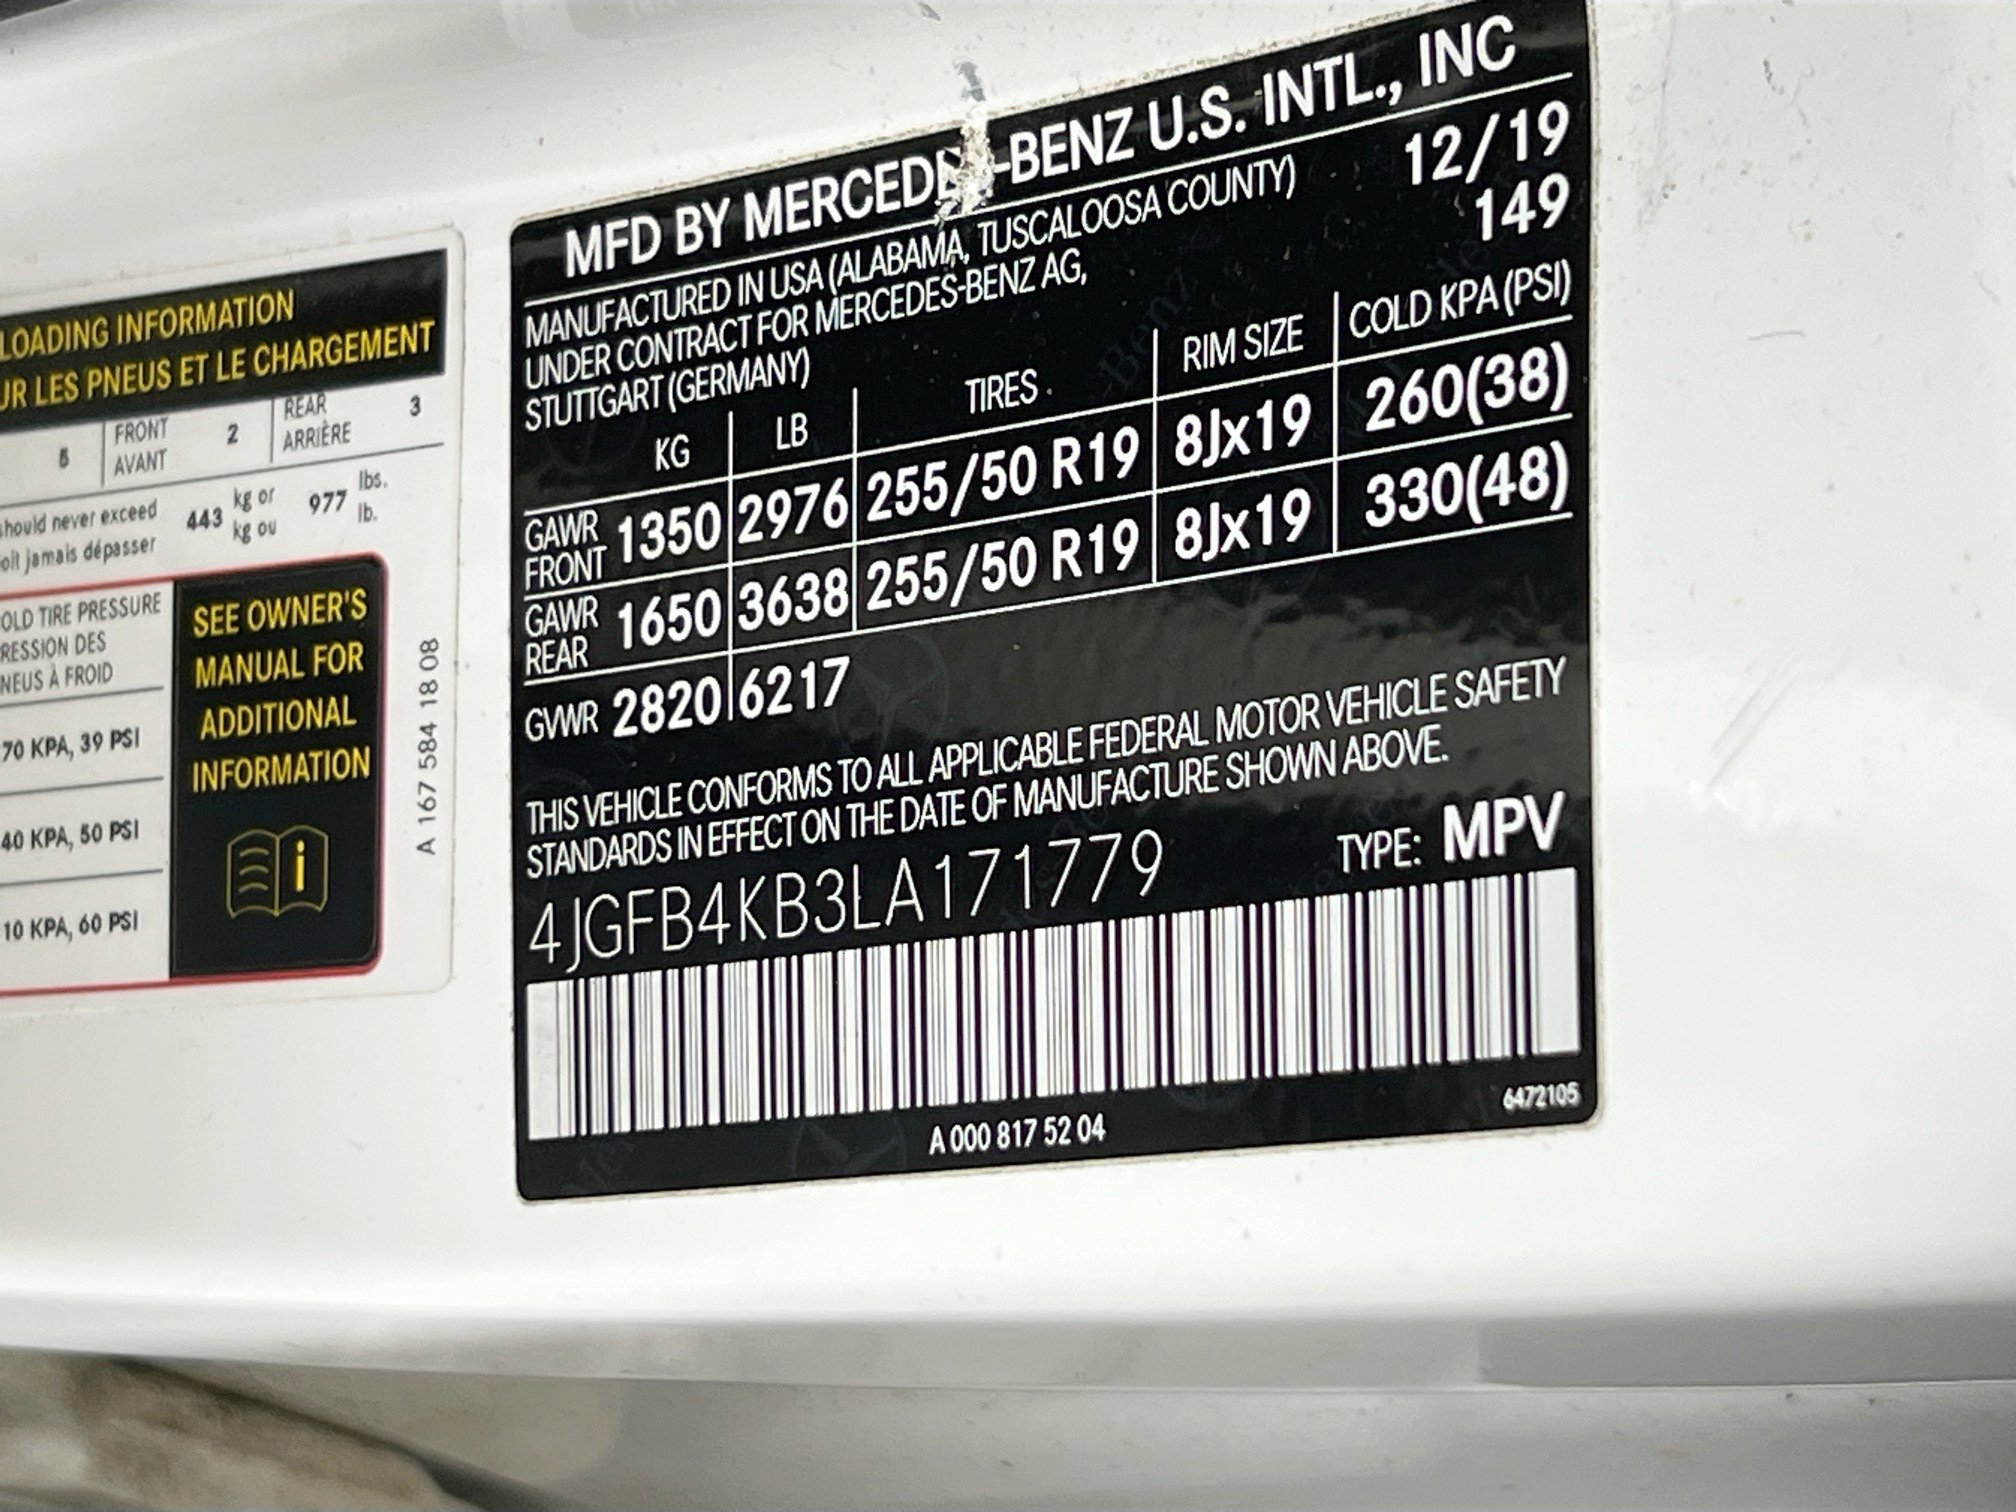 LOADING INFORMATION
UR LES PNEUS ET LE CHARGEMENT
5 FRONT AVANT 2 REAR ARRIÈRE 3
should never exceed 443 kg or 977 lbs.
oit jamais dépasser kg ou lb.
OLD TIRE PRESSURE
RESSION DES
NEUS À FROID
70 KPA, 39 PSI
40 KPA, 50 PSI
10 KPA, 60 PSI
SEE OWNER'S
MANUAL FOR
ADDITIONAL
INFORMATION
i
A 167 584 18 08
MFD BY MERCEDE -BENZ U.S. INTL., INC
MANUFACTURED IN USA (ALABAMA, TUSCALOOSA COUNTY) 12/19
UNDER CONTRACT FOR MERCEDES-BENZ AG, 149
STUTTGART (GERMANY)
KG LB TIRES RIM SIZE COLD KPA (PSI)
GAWR FRONT 1350 2976 255/50 R19 8Jx19 260(38)
GAWR REAR 1650 3638 255/50 R19 8Jx19 330(48)
GVWR 2820 6217
THIS VEHICLE CONFORMS TO ALL APPLICABLE FEDERAL MOTOR VEHICLE SAFETY
STANDARDS IN EFFECT ON THE DATE OF MANUFACTURE SHOWN ABOVE.
4JGFB4KB3LA171779 TYPE: MPV
A 000 817 52 04
6472105